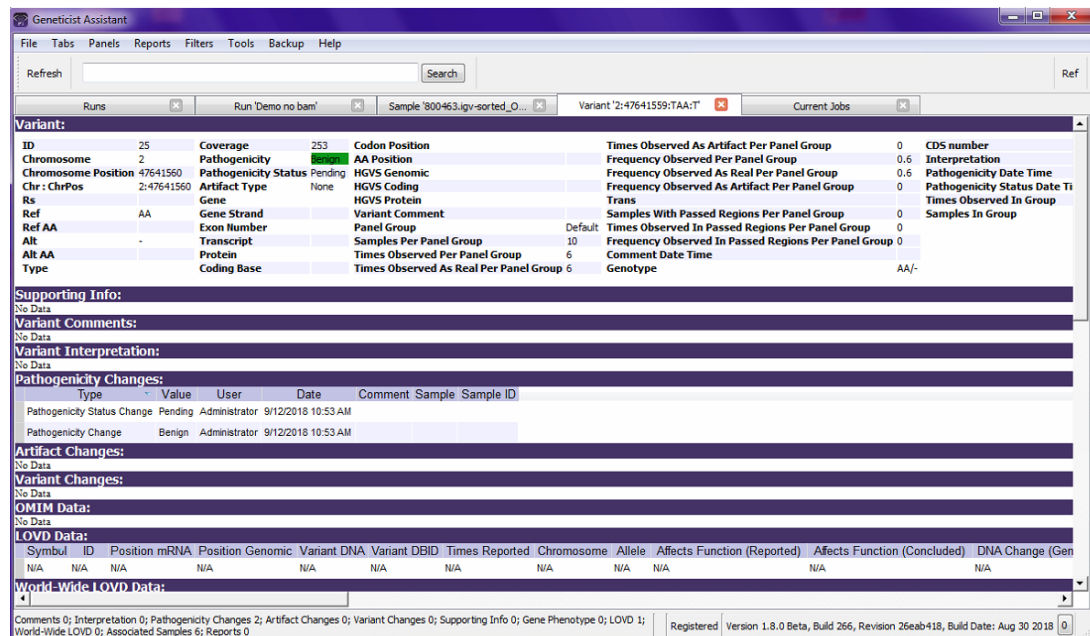 Geneticist Assistant
File Tabs Panels Reports Filters Tools Backup Help
Refresh Search Ref
Runs Run 'Demo no bam' Sample '800463.igv-sorted_O... Variant '2:47641559:TAA:T' Current Jobs
Variant:
ID 25 Coverage 253 Codon Position Times Observed As Artifact Per Panel Group 0 CDS number
Chromosome 2 Pathogenicity Benign AA Position Frequency Observed Per Panel Group 0.6 Interpretation
Chromosome Position 47641560 Pathogenicity Status Pending HGVS Genomic Frequency Observed As Real Per Panel Group 0.6 Pathogenicity Date Time
Chr : ChrPos 2:47641560 Artifact Type None HGVS Coding Frequency Observed As Artifact Per Panel Group 0 Pathogenicity Status Date Ti
Rs Gene HGVS Protein Trans Times Observed In Group
Ref AA Gene Strand Variant Comment Samples With Passed Regions Per Panel Group 0 Samples In Group
Ref AA Exon Number Panel Group Default Times Observed In Passed Regions Per Panel Group 0
Alt - Transcript Samples Per Panel Group 10 Frequency Observed In Passed Regions Per Panel Group 0
Alt AA Protein Times Observed Per Panel Group 6 Comment Date Time
Type Coding Base Times Observed As Real Per Panel Group 6 Genotype AA/-
Supporting Info:
No Data
Variant Comments:
No Data
Variant Interpretation:
No Data
Pathogenicity Changes:
Type Value User Date Comment Sample Sample ID
Pathogenicity Status Change Pending Administrator 9/12/2018 10:53 AM
Pathogenicity Change Benign Administrator 9/12/2018 10:53 AM
Artifact Changes:
No Data
Variant Changes:
No Data
OMIM Data:
No Data
LOVD Data:
Symbol ID Position mRNA Position Genomic Variant DNA Variant DBID Times Reported Chromosome Allele Affects Function (Reported) Affects Function (Concluded) DNA Change (Gen
N/A N/A N/A N/A N/A N/A N/A N/A N/A N/A N/A N/A
World-Wide LOVD Data:
Comments 0; Interpretation 0; Pathogenicity Changes 2; Artifact Changes 0; Variant Changes 0; Supporting Info 0; Gene Phenotype 0; LOVD 1;
World-Wide LOVD 0; Associated Samples 6; Reports 0
Registered Version 1.8.0 Beta, Build 266, Revision 26eab418, Build Date: Aug 30 2018 0